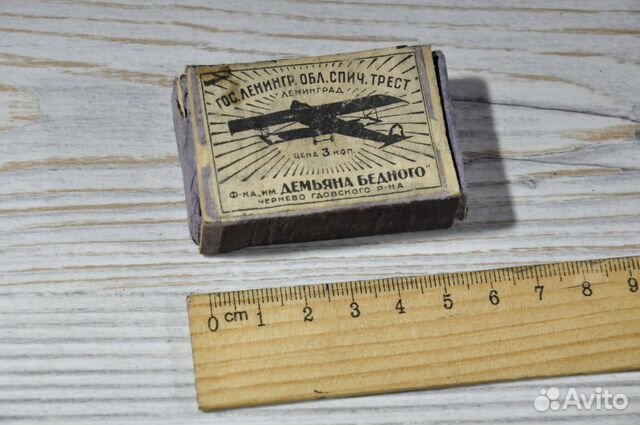 ГОС. ЛЕНИНГР. ОБЛ. СПИЧ. ТРЕСТ
ЛЕНИНГРАД
ЦЕНА 3 КОП.
Ф-КА ИМ. ДЕМЬЯНА БЕДНОГО"
ЧЕРНЕВО ГДОВСКОГО Р-НА
0 cm 1 2 3 4 5 6 7 8 9
Avito